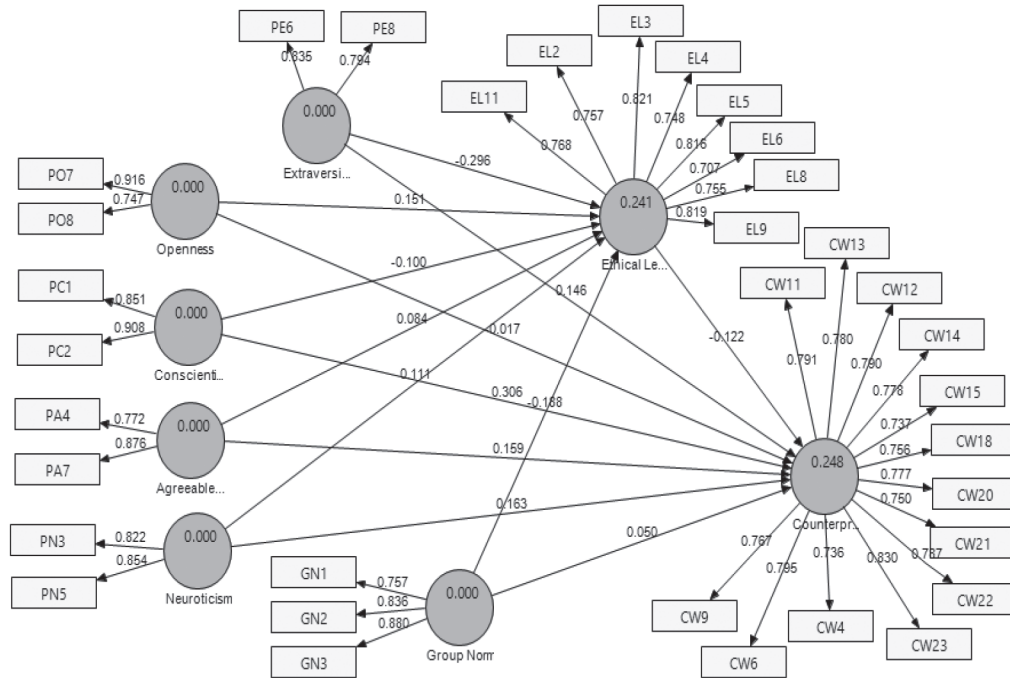 PE6
PE8
0.835
0.794
0.000
Extraversi...
EL11
EL2
EL3
EL4
EL5
EL6
EL8
EL9
0.768
0.757
0.821
0.748
0.816
0.707
0.755
0.819
0.241
Ethical Le...
PO7
PO8
0.916
0.747
0.000
Openness
PC1
PC2
0.851
0.908
0.000
Conscienti...
PA4
PA7
0.772
0.876
0.000
Agreeable...
PN3
PN5
0.822
0.854
0.000
Neuroticism
GN1
GN2
GN3
0.757
0.836
0.880
0.000
Group Norm
-0.296
0.151
-0.100
0.084
0.111
0.306
-0.188
0.146
0.017
0.159
0.163
0.050
-0.122
CW11
CW13
CW12
CW14
CW15
CW18
CW20
CW21
CW22
CW23
CW4
CW6
CW9
0.791
0.780
0.790
0.778
0.737
0.756
0.777
0.750
0.830
0.736
0.795
0.767
0.248
Counterpr...